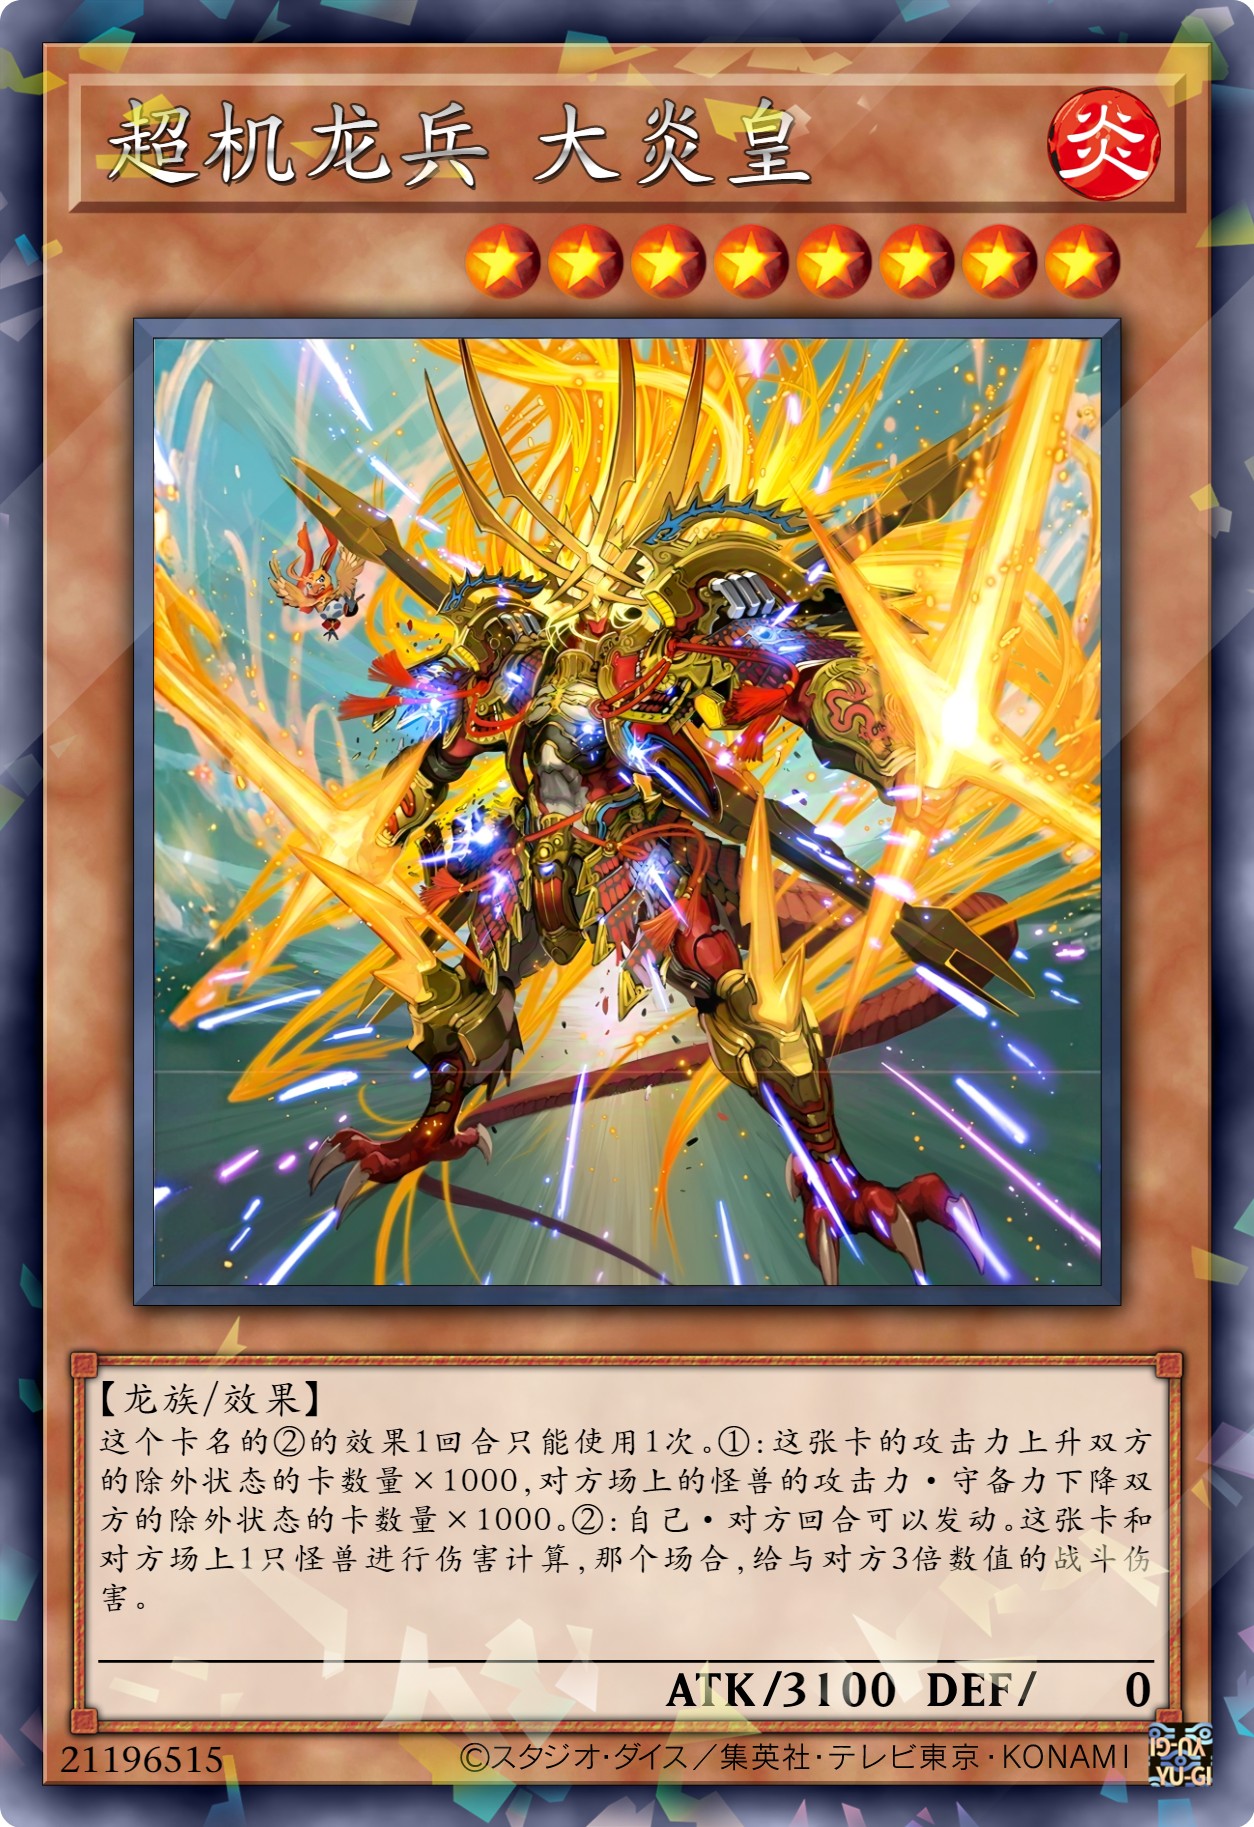 超机龙兵 大炎皇
炎
【龙族/效果】
这个卡名的②的效果1回合只能使用1次。①:这张卡的攻击力上升双方
的除外状态的卡数量×1000,对方场上的怪兽的攻击力·守备力下降双
方的除外状态的卡数量×1000。②:自己·对方回合可以发动。这张卡和
对方场上1只怪兽进行伤害计算,那个场合,给与对方3倍数值的战斗伤
害。
ATK/3100 DEF/ 0
21196515 ©スタジオ·ダイス／集英社·テレビ東京·KONAMI
YU-GI
YU-GI